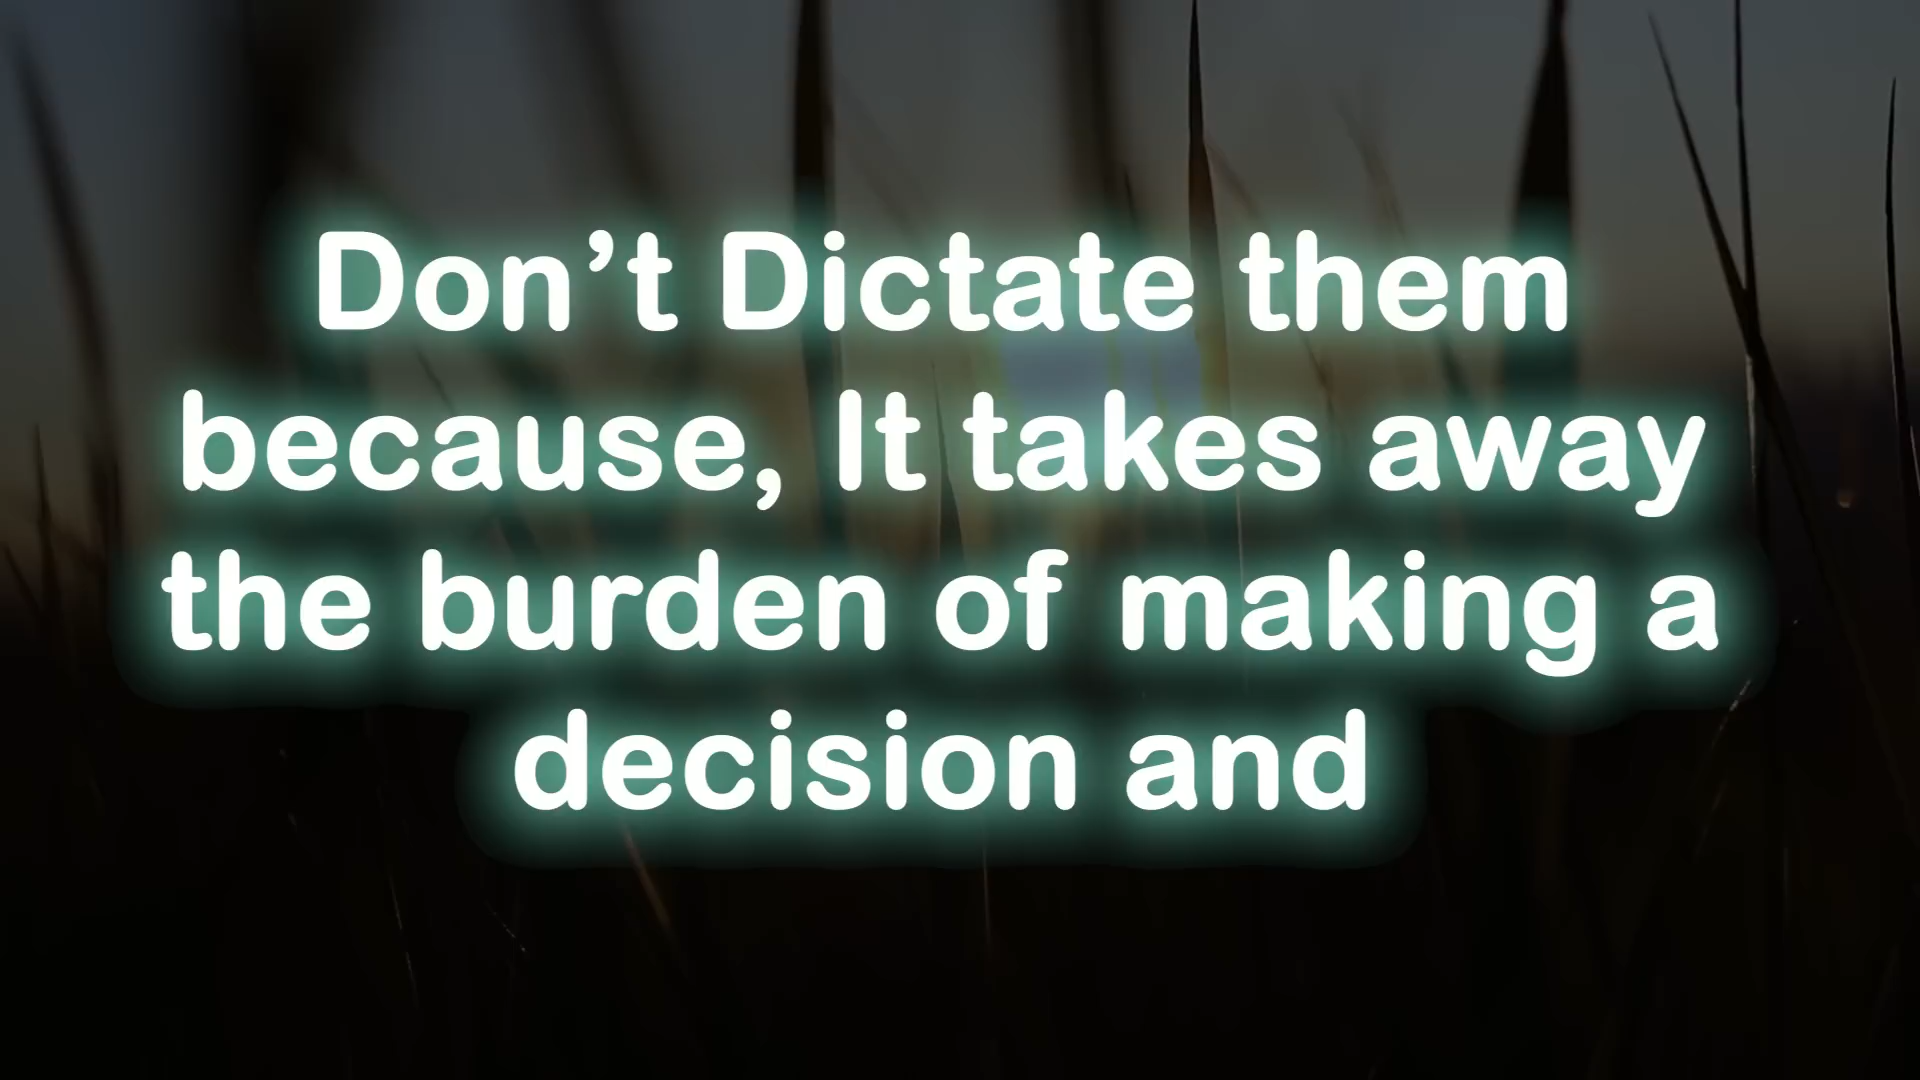 Don’t Dictate them
because, It takes away
the burden of making a
decision and